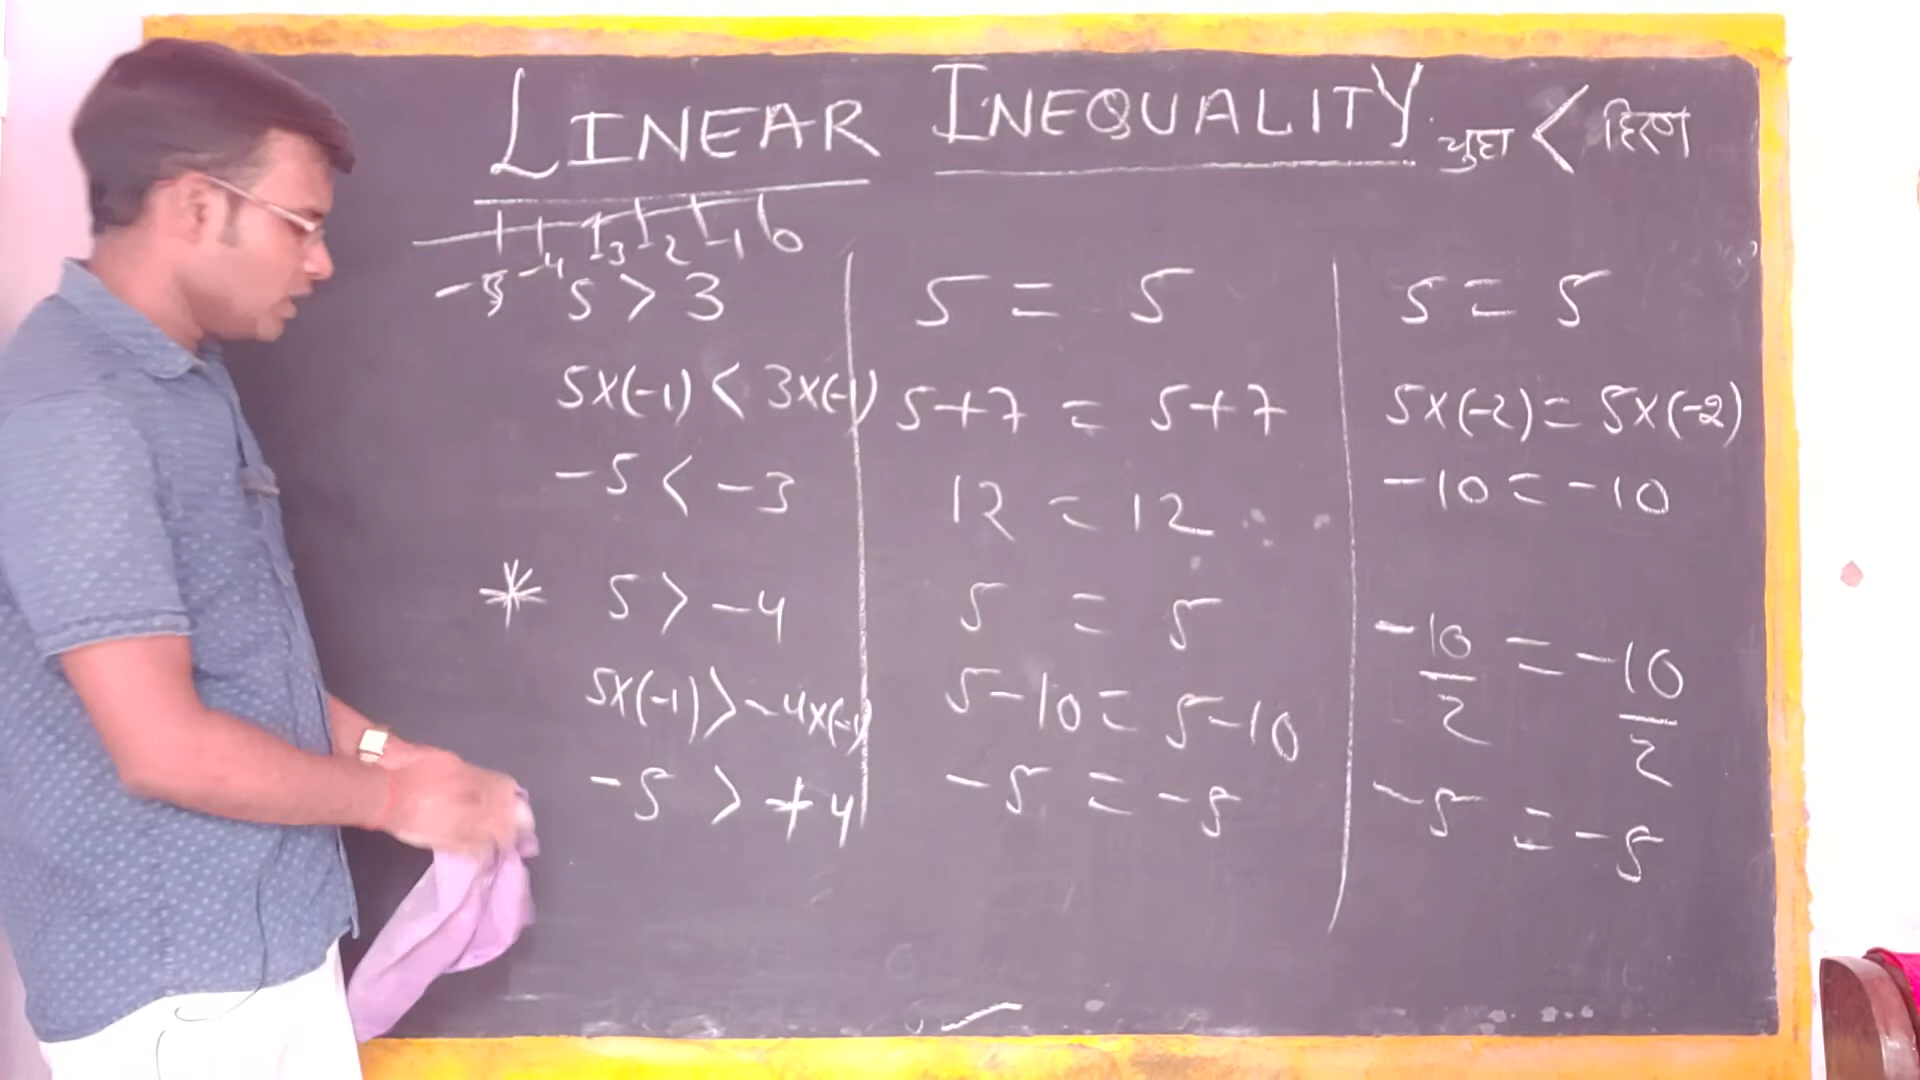 LINEAR INEQUALITY. चुहा < हिरण
-5 -4 -3 -2 -1 0
5 > 3
5x(-1) < 3x(-1)
-5 < -3
* 5 > -4
5x(-1) > -4x(-1)
-5 > +4
5 = 5
5+7 = 5+7
12 = 12
5 = 5
5-10 = 5-10
-5 = -5
5 = 5
5x(-2) = 5x(-2)
-10 = -10
-10/2 = -10/2
-5 = -5